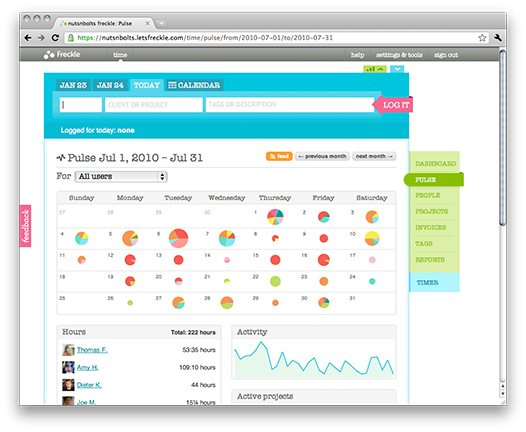 nutsnbolts freckle: Pulse
https://nutsnbolts.letsfreckle.com/time/pulse/from/2010-07-01/to/2010-07-31
Freckle time help settings & tools sign out
JAN 23 JAN 24 TODAY CALENDAR
CLIENT OR PROJECT TAGS OR DESCRIPTION LOG IT
Logged for today: none
Pulse Jul 1, 2010 – Jul 31 feed ← previous month next month →
For All users
feedback
DASHBOARD
PULSE
PEOPLE
PROJECTS
INVOICES
TAGS
REPORTS
TIMER
Sunday Monday Tuesday Wednesday Thursday Friday Saturday
27 28 29 30 1 2 3
4 5 6 7 8 9 10
11 12 13 14 15 16 17
18 19 20 21 22 23 24
25 26 27 28 29 30 31
Hours Total: 222 hours
Thomas F. 53:35 hours
Amy H. 109:10 hours
Dieter K. 44 hours
Joe M. 15¼ hours
Activity
Active projects